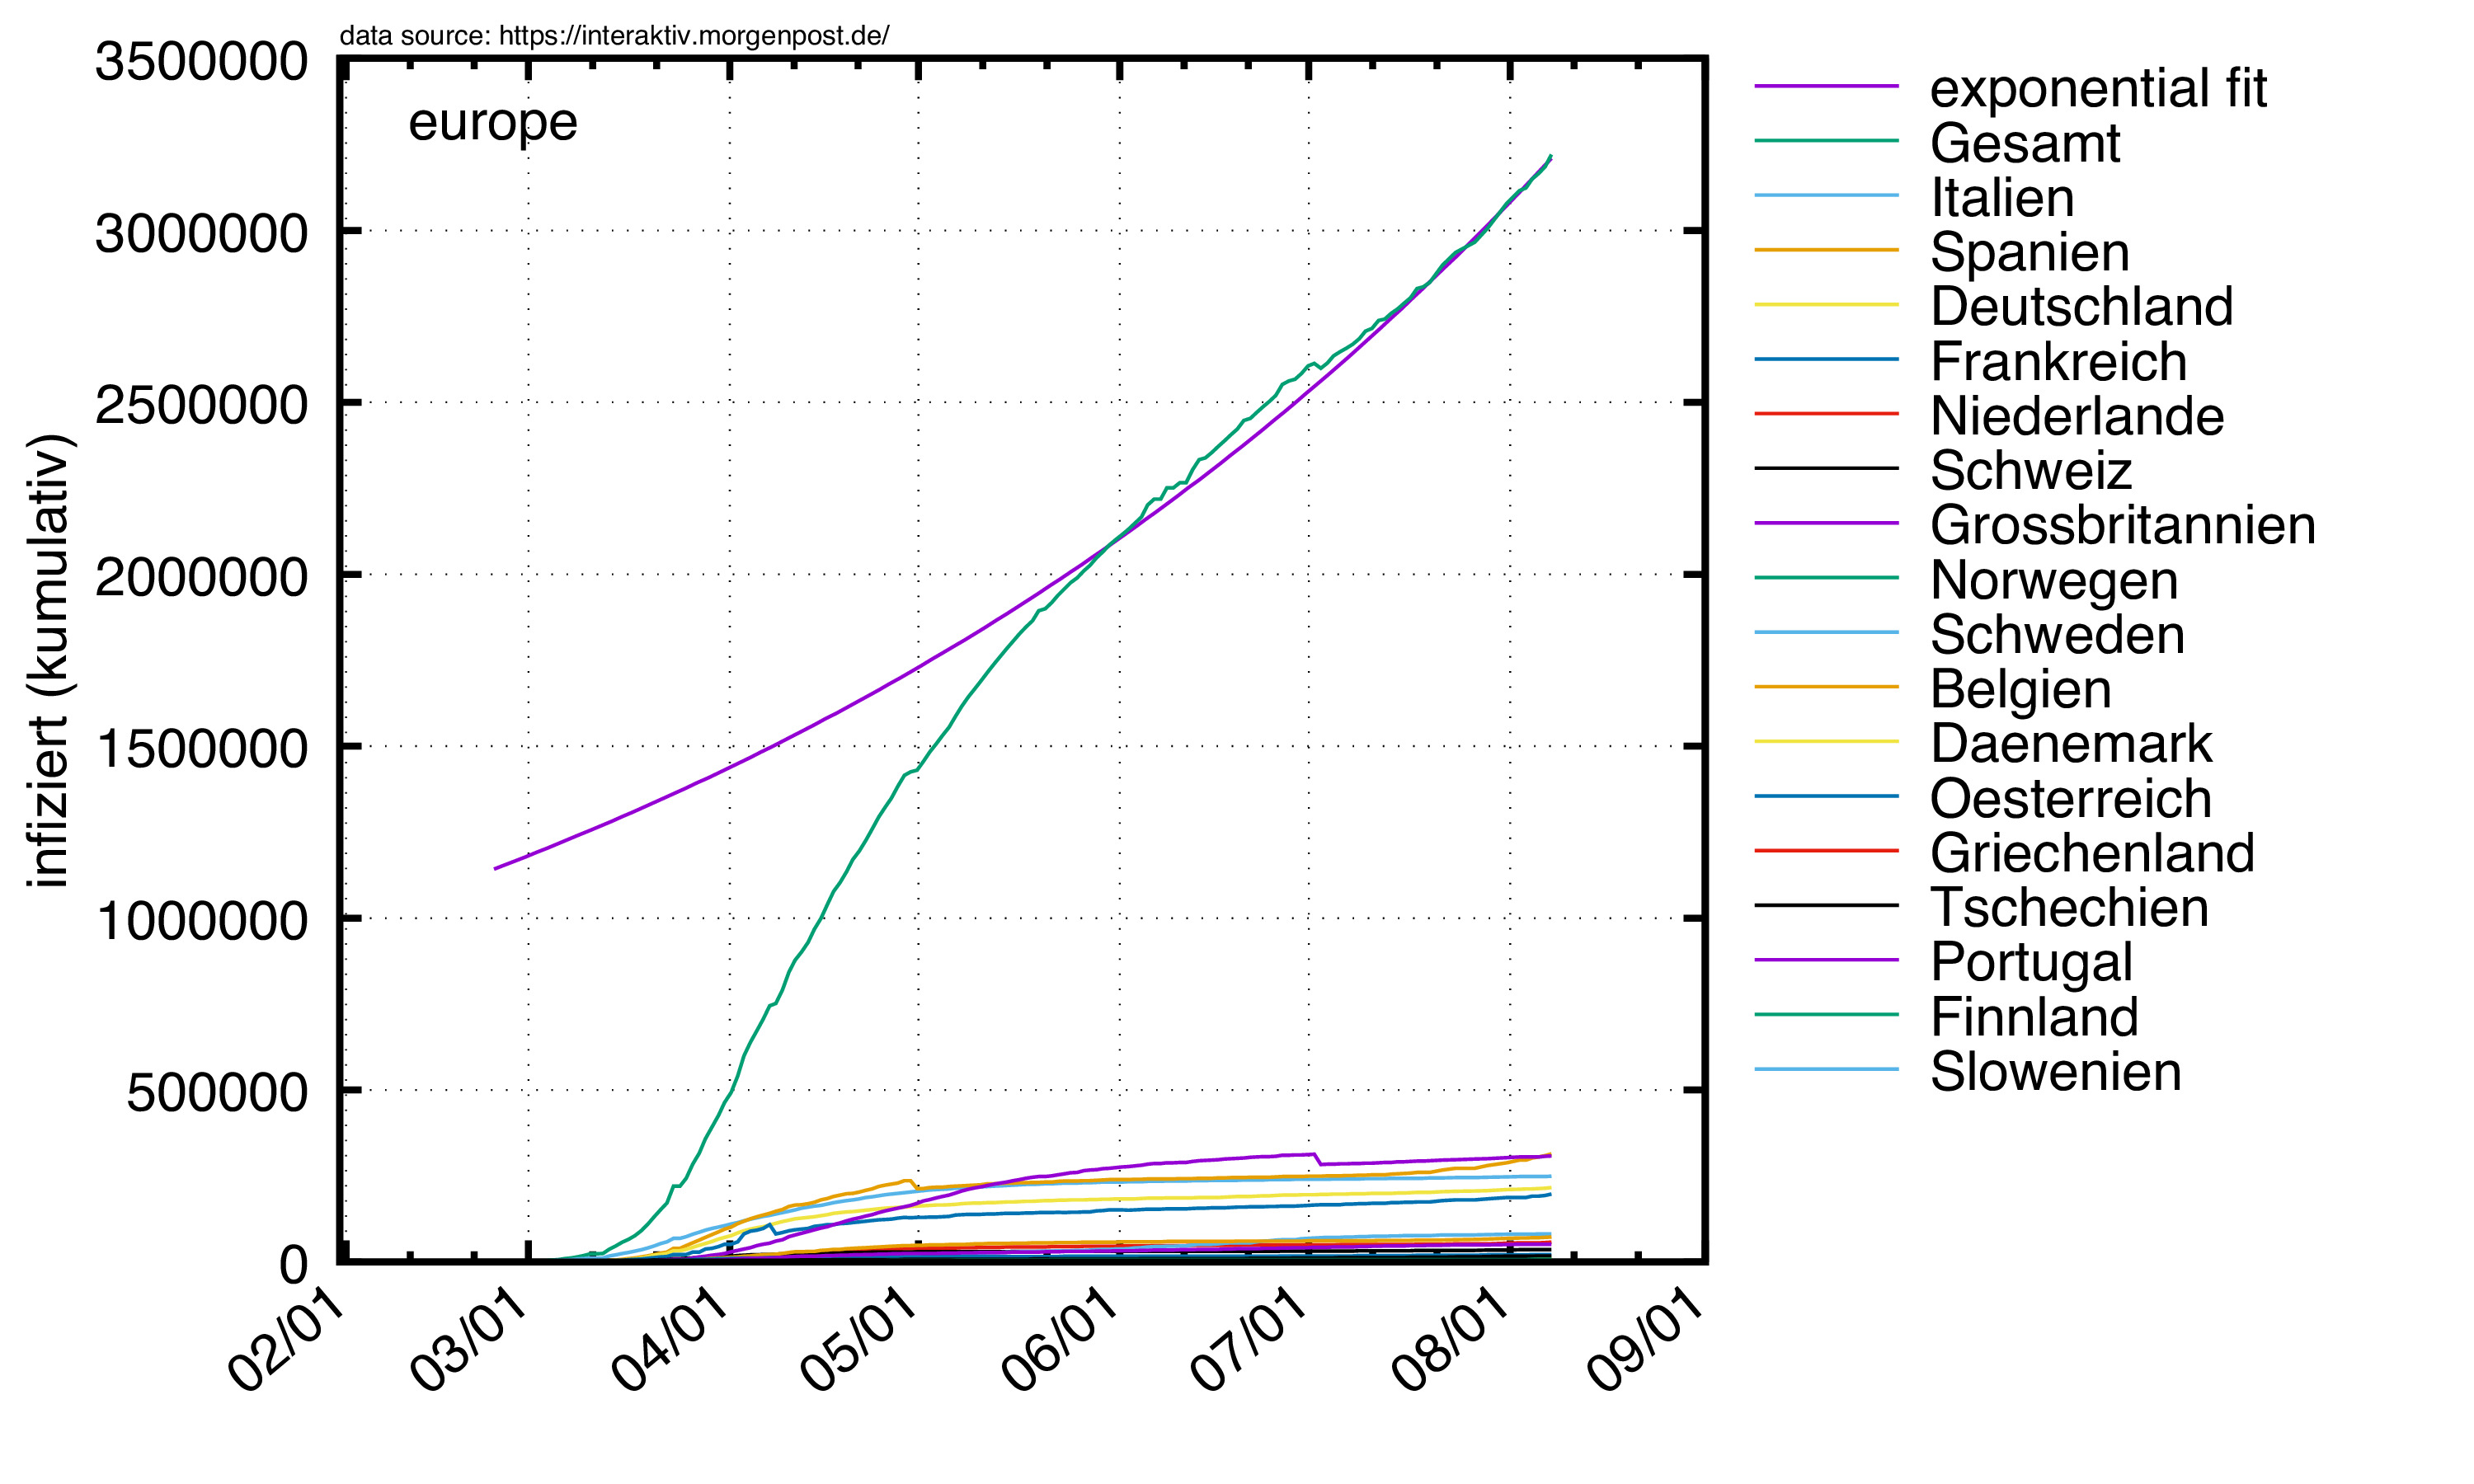 data source: https://interaktiv.morgenpost.de/
europe
infiziert (kumulativ)
3500000
3000000
2500000
2000000
1500000
1000000
500000
0
02/01
03/01
04/01
05/01
06/01
07/01
08/01
09/01
exponential fit
Gesamt
Italien
Spanien
Deutschland
Frankreich
Niederlande
Schweiz
Grossbritannien
Norwegen
Schweden
Belgien
Daenemark
Oesterreich
Griechenland
Tschechien
Portugal
Finnland
Slowenien